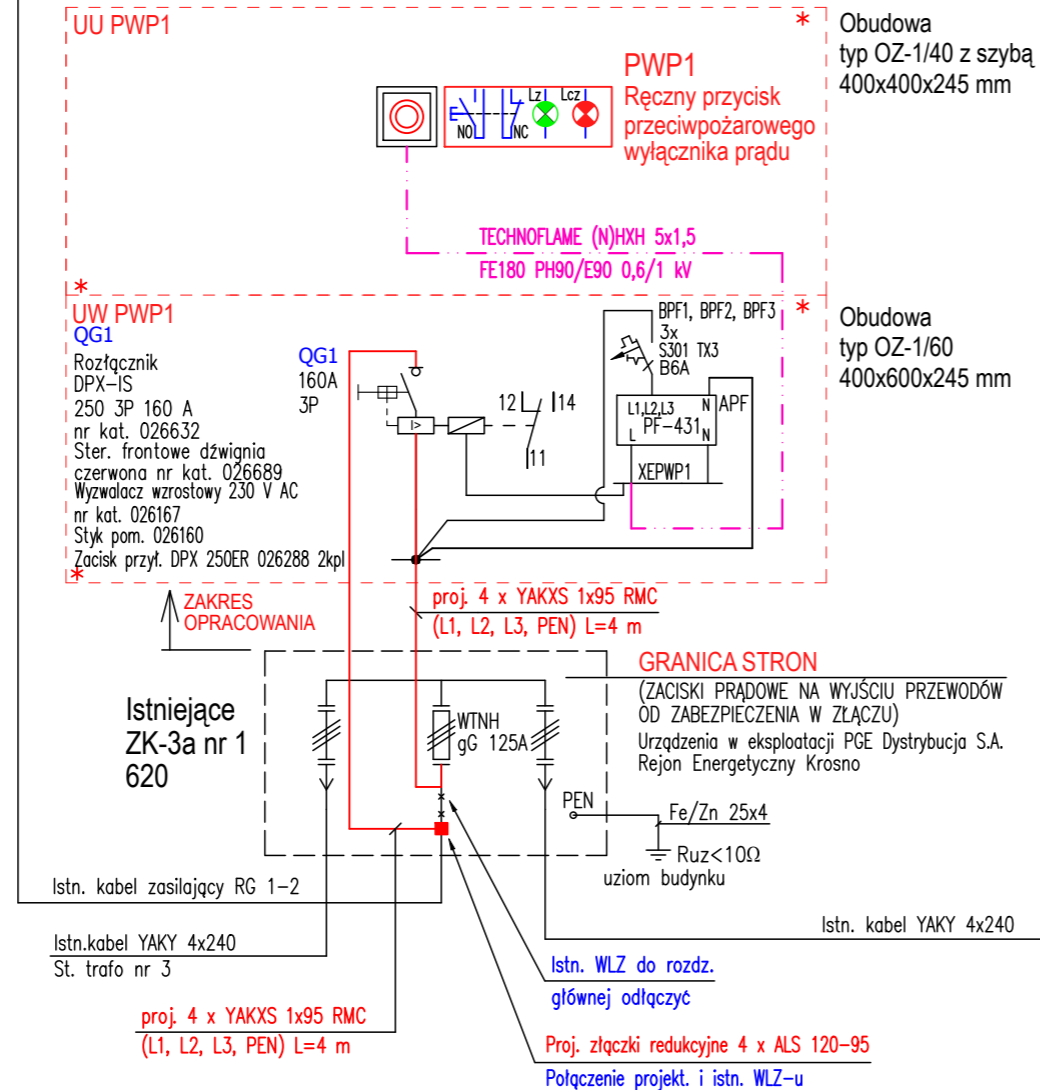 UU PWP1
*
Obudowa
typ OZ-1/40 z szybą
400x400x245 mm
PWP1
Ręczny przycisk
przeciwpożarowego
wyłącznika prądu
Lz
Lcz
NO
NC
TECHNOFLAME (N)HXH 5x1,5
FE180 PH90/E90 0,6/1 kV
*
UW PWP1
*
Obudowa
typ OZ-1/60
400x600x245 mm
QG1
Rozłącznik
DPX-IS
250 3P 160 A
nr kat. 026632
Ster. frontowe dźwignia
czerwona nr kat. 026689
Wyzwalacz wzrostowy 230 V AC
nr kat. 026167
Styk pom. 026160
Zacisk przył. DPX 250ER 026288 2kpl
*
QG1
160A
3P
I>
12
14
11
BPF1, BPF2, BPF3
3x
S301 TX3
B6A
L1,L2,L3 N
APF
PF-431
L N
XEPWP1
ZAKRES
OPRACOWANIA
proj. 4 x YAKXS 1x95 RMC
(L1, L2, L3, PEN) L=4 m
Istniejące
ZK-3a nr 1
620
WTNH
gG 125A
GRANICA STRON
(ZACISKI PRĄDOWE NA WYJŚCIU PRZEWODÓW
OD ZABEZPIECZENIA W ZŁĄCZU)
Urządzenia w eksploatacji PGE Dystrybucja S.A.
Rejon Energetyczny Krosno
PEN
Fe/Zn 25x4
Ruz<10Ω
uziom budynku
Istn. kabel zasilający RG 1-2
Istn.kabel YAKY 4x240
St. trafo nr 3
Istn. kabel YAKY 4x240
Istn. WLZ do rozdz.
głównej odłączyć
proj. 4 x YAKXS 1x95 RMC
(L1, L2, L3, PEN) L=4 m
Proj. złączki redukcyjne 4 x ALS 120-95
Połączenie projekt. i istn. WLZ-u